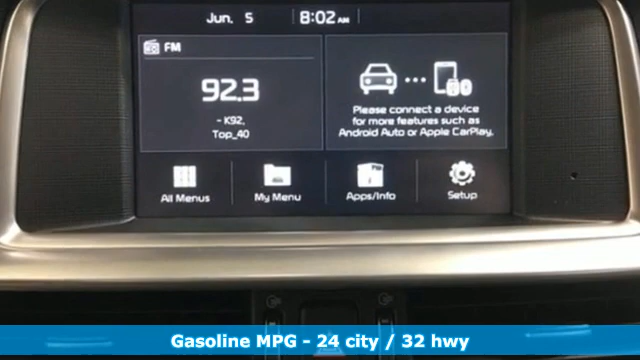 Jun. 5 8:02 AM
FM
92.3
- K92,
Top_40
Please connect a device
for more features such as
Android Auto or Apple CarPlay.
All Menus My Menu Apps/Info Setup
Gasoline MPG - 24 city / 32 hwy